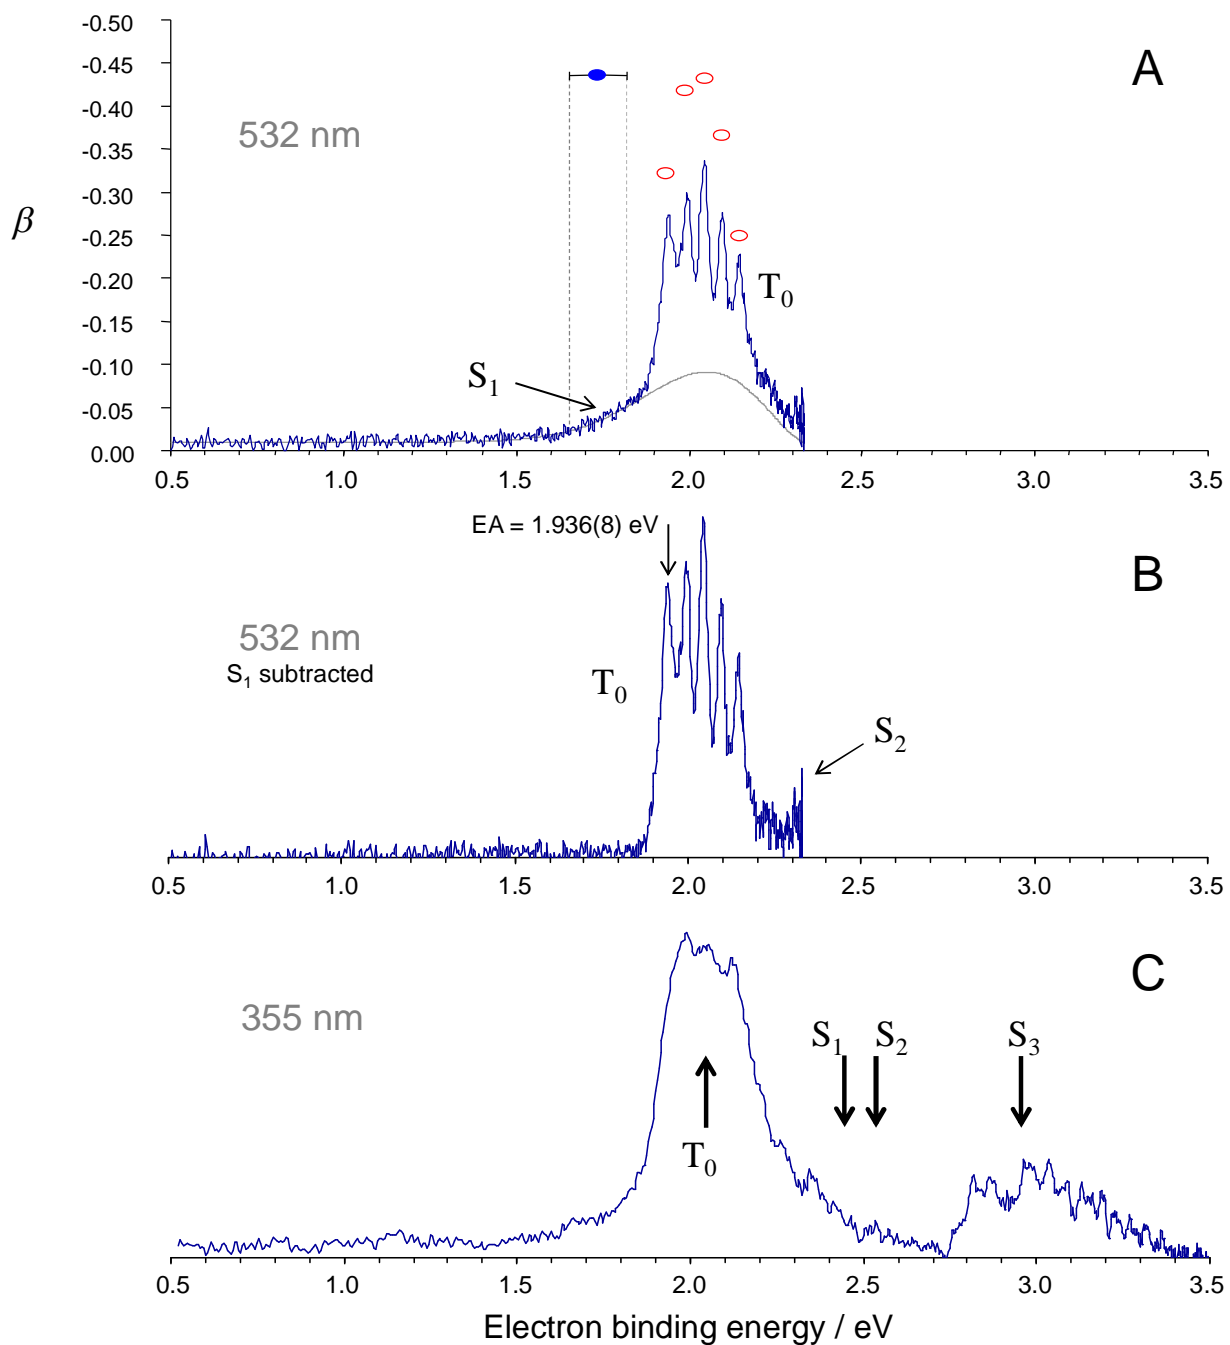 -0.50
A
-0.45
-0.40
532 nm
-0.35
-0.30
β
-0.25
T0
-0.20
-0.15
S1
-0.10
-0.05
0.00
0.5 1.0 1.5 2.0 2.5 3.0 3.5
EA = 1.936(8) eV
B
532 nm
S1 subtracted
T0
S2
0.5 1.0 1.5 2.0 2.5 3.0 3.5
C
355 nm
S1 S2 S3
T0
0.5 1.0 1.5 2.0 2.5 3.0 3.5
Electron binding energy / eV